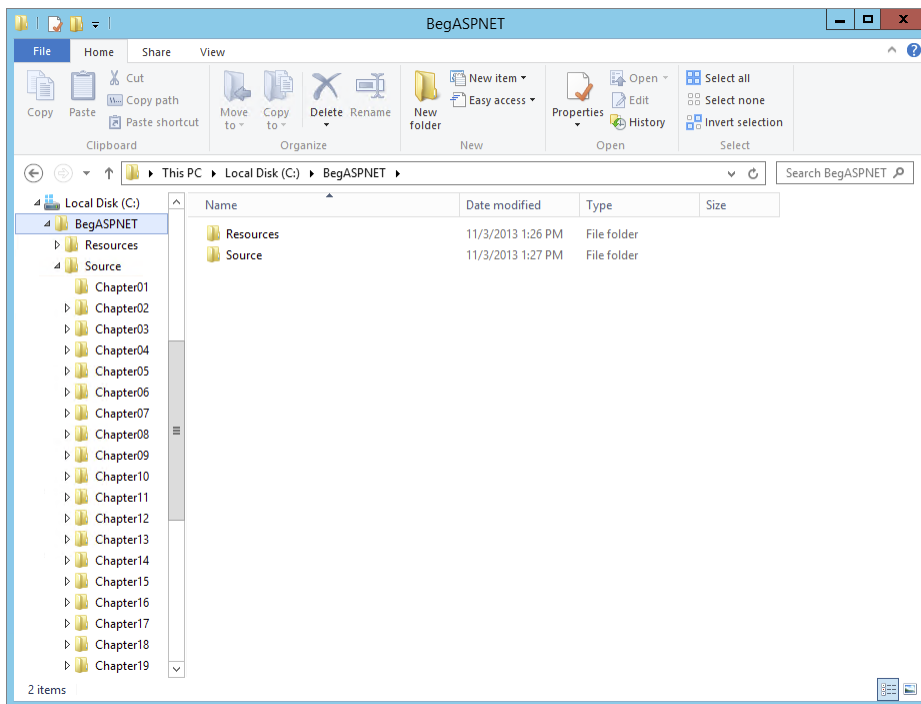 BegASPNET
File Home Share View
Copy
Paste
Cut
Copy path
Paste shortcut
Clipboard
Move to
Copy to
Delete
Rename
Organize
New folder
New item
Easy access
New
Properties
Open
Edit
History
Open
Select all
Select none
Invert selection
Select
This PC Local Disk (C:) BegASPNET
Search BegASPNET
Local Disk (C:)
BegASPNET
Resources
Source
Chapter01
Chapter02
Chapter03
Chapter04
Chapter05
Chapter06
Chapter07
Chapter08
Chapter09
Chapter10
Chapter11
Chapter12
Chapter13
Chapter14
Chapter15
Chapter16
Chapter17
Chapter18
Chapter19
Name Date modified Type Size
Resources 11/3/2013 1:26 PM File folder
Source 11/3/2013 1:27 PM File folder
2 items